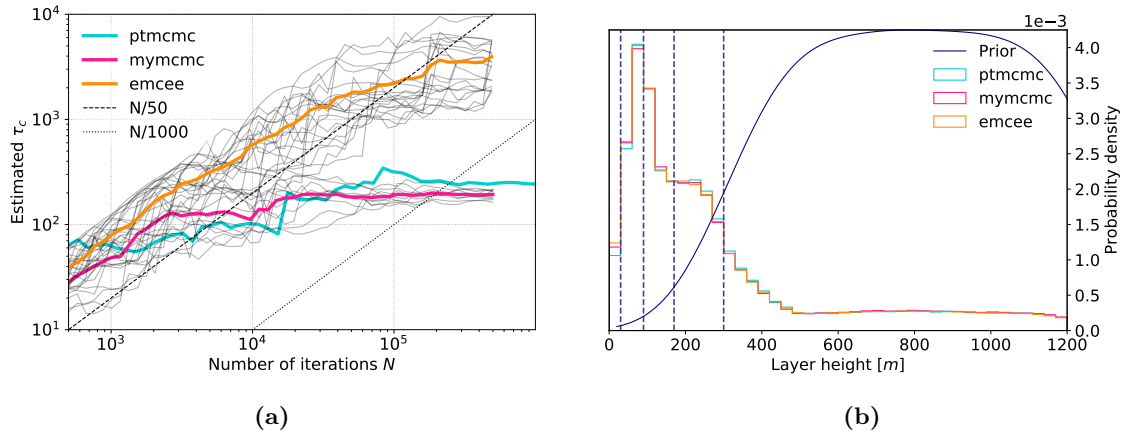 10⁴
10³
10²
10¹
Estimated τ_c
ptmcmc
mymcmc
emcee
N/50
N/1000
10³
10⁴
10⁵
Number of iterations N
(a)
1e−3
Prior
ptmcmc
mymcmc
emcee
4.0
3.5
3.0
2.5
2.0
1.5
1.0
0.5
0.0
Probability density
0
200
400
600
800
1000
1200
Layer height [m]
(b)